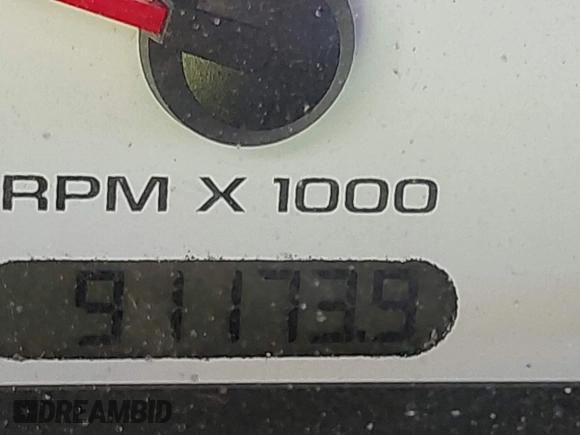 RPM X 1000
91173.9
DREAMBID